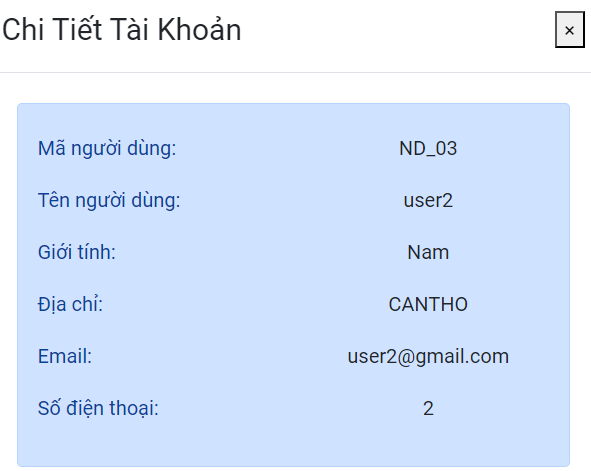 Chi Tiết Tài Khoản ×
Mã người dùng: ND_03
Tên người dùng: user2
Giới tính: Nam
Địa chỉ: CANTHO
Email: user2@gmail.com
Số điện thoại: 2